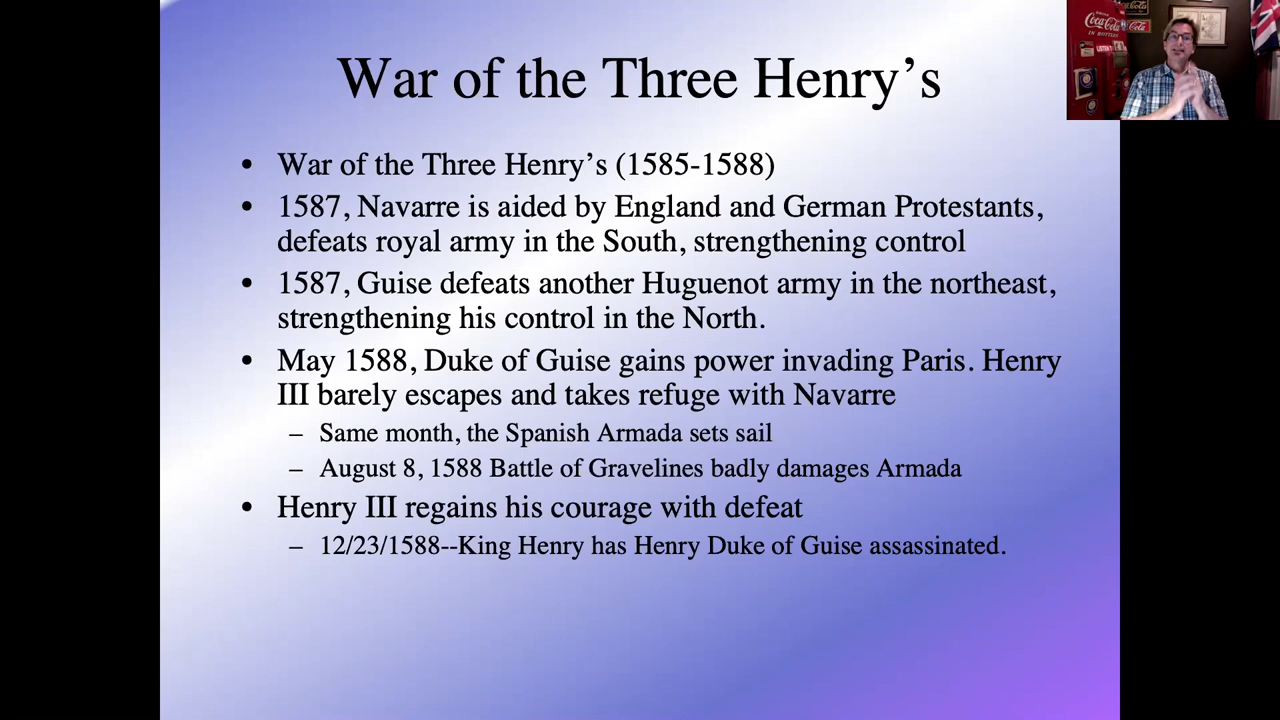 War of the Three Henry's
• War of the Three Henry's (1585-1588)
• 1587, Navarre is aided by England and German Protestants,
defeats royal army in the South, strengthening control
• 1587, Guise defeats another Huguenot army in the northeast,
strengthening his control in the North.
• May 1588, Duke of Guise gains power invading Paris. Henry
III barely escapes and takes refuge with Navarre
– Same month, the Spanish Armada sets sail
– August 8, 1588 Battle of Gravelines badly damages Armada
• Henry III regains his courage with defeat
– 12/23/1588--King Henry has Henry Duke of Guise assassinated.
Coca-Cola
IN BOTTLES